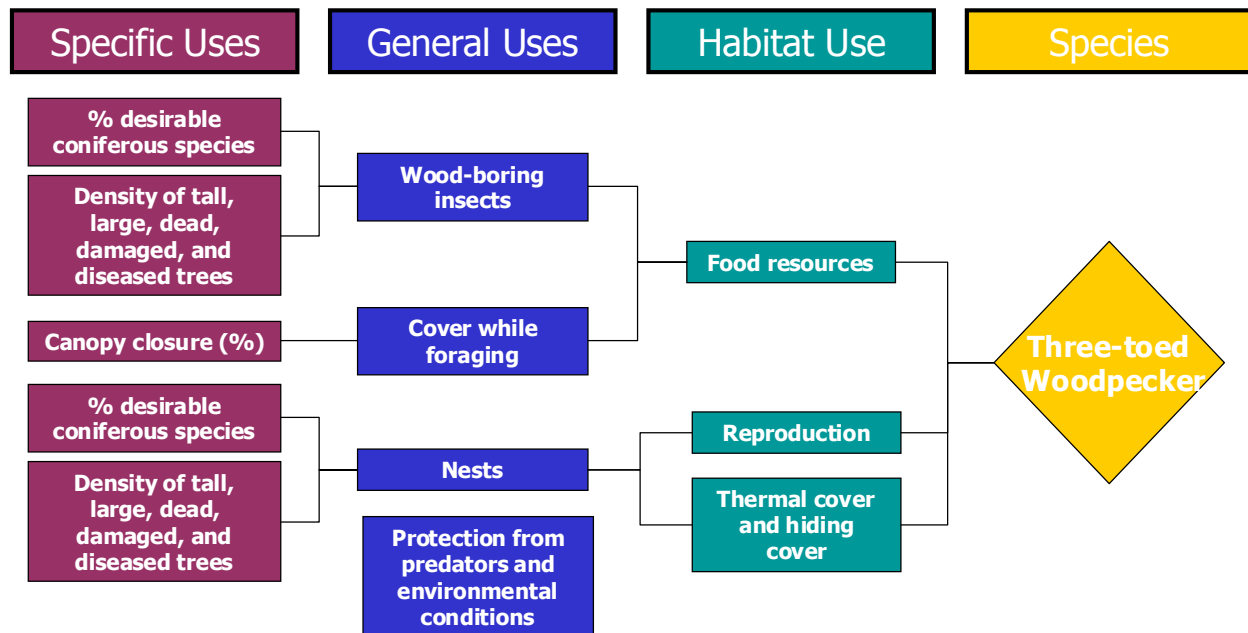 Specific Uses
General Uses
Habitat Use
Species
% desirable
coniferous species
Density of tall,
large, dead,
damaged, and
diseased trees
Canopy closure (%)
% desirable
coniferous species
Density of tall,
large, dead,
damaged, and
diseased trees
Wood-boring
insects
Cover while
foraging
Nests
Protection from
predators and
environmental
conditions
Food resources
Reproduction
Thermal cover
and hiding
cover
Three-toed
Woodpecker